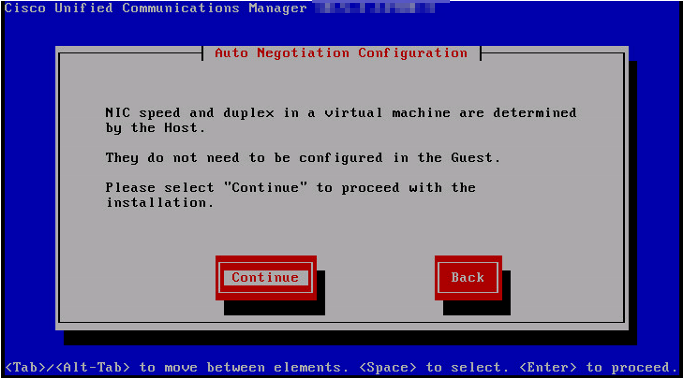 Cisco Unified Communications Manager
Auto Negotiation Configuration
NIC speed and duplex in a virtual machine are determined
by the Host.
They do not need to be configured in the Guest.
Please select "Continue" to proceed with the
installation.
Continue
Back
<Tab>/<Alt-Tab> to move between elements. <Space> to select. <Enter> to proceed.